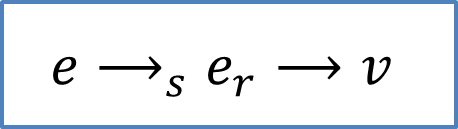 e ⟶ₛ eᵣ ⟶ v